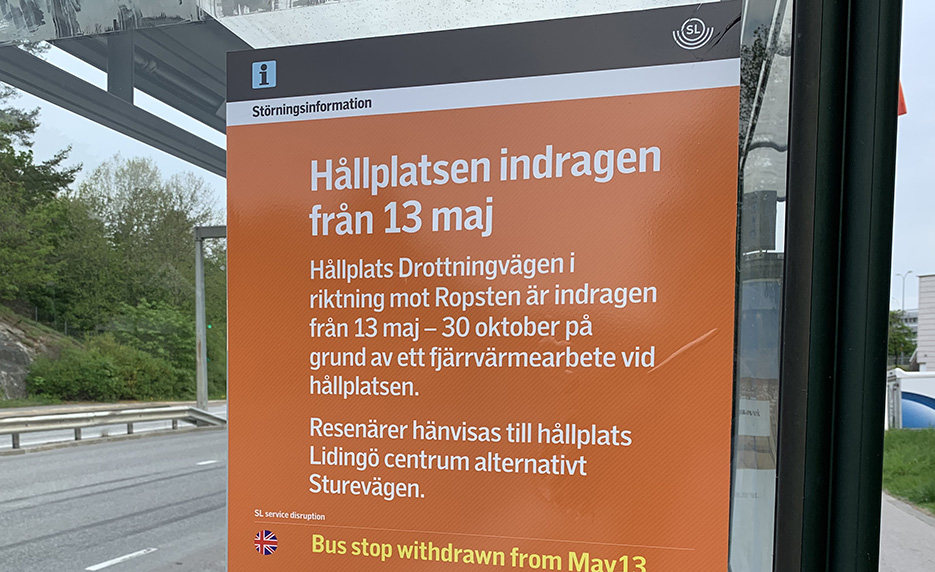 SL
i
Störningsinformation
Hållplatsen indragen
från 13 maj
Hållplats Drottningvägen i
riktning mot Ropsten är indragen
från 13 maj – 30 oktober på
grund av ett fjärrvärmearbete vid
hållplatsen.
Resenärer hänvisas till hållplats
Lidingö centrum alternativt
Sturevägen.
SL service disruption
Bus stop withdrawn from May13